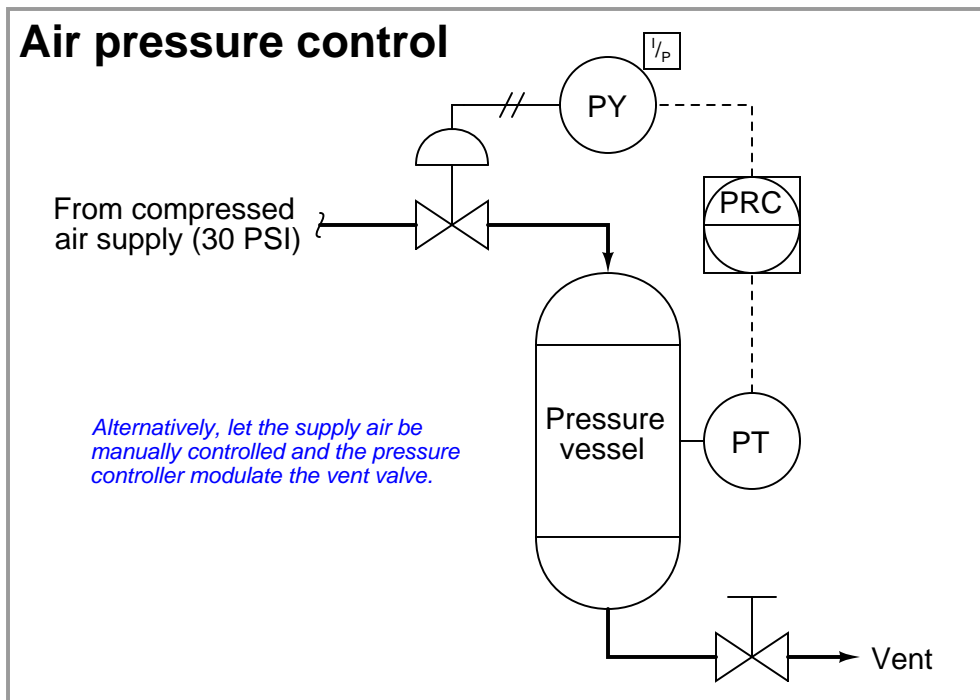 Air pressure control
I/P
PY
PRC
From compressed
air supply (30 PSI)
Alternatively, let the supply air be
manually controlled and the pressure
controller modulate the vent valve.
Pressure
vessel
PT
Vent